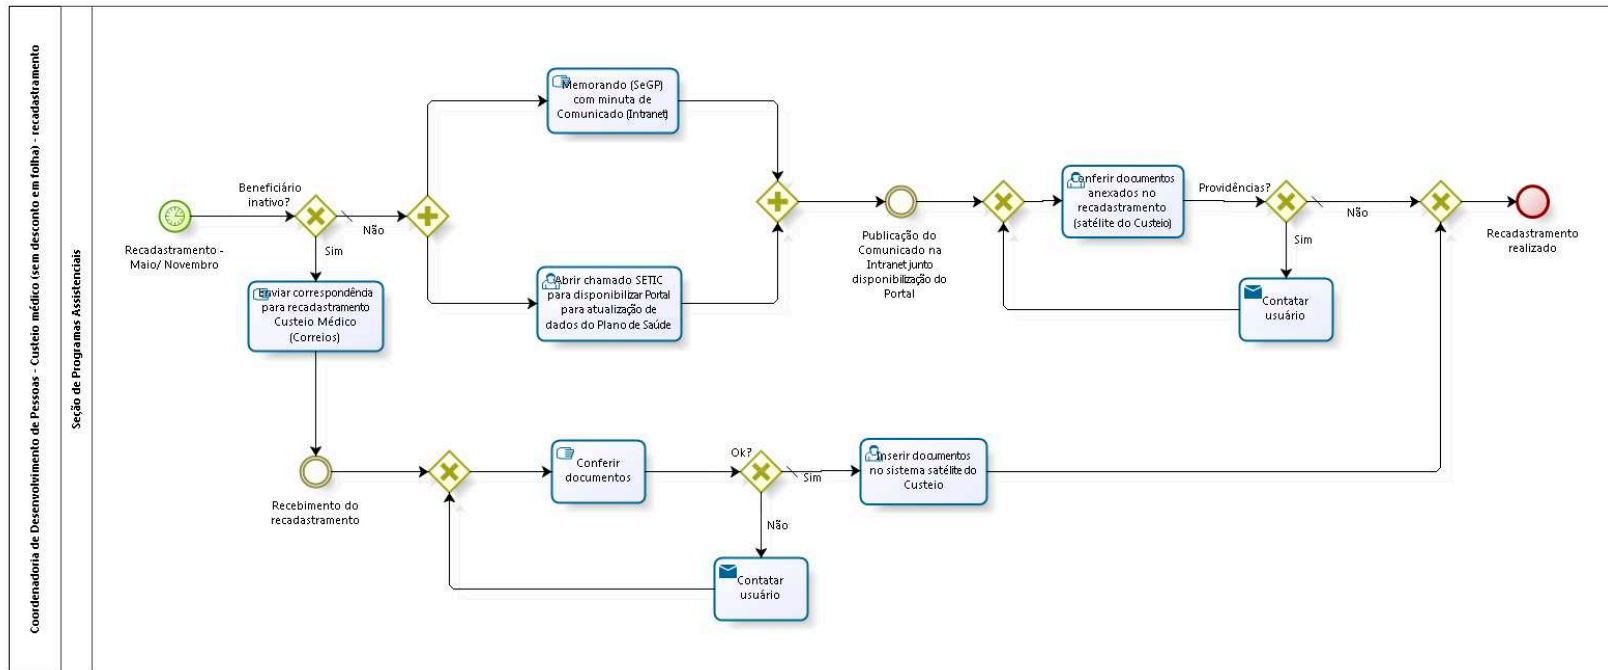 Coordenadoria de Desenvolvimento de Pessoas - Custeio médico (sem desconto em folha) - recadastramento
Seção de Programas Assistenciais
Recadastramento -
Maio/ Novembro
Beneficiário
inativo?
Não
Sim
Memorando (SeGP)
com minuta de
Comunicado (Intranet)
Abrir chamado SETIC
para disponibilizar Portal
para atualização de
dados do Plano de Saúde
Publicação do
Comunicado na
Intranet junto
disponibilização do
Portal
Conferir documentos
anexados no
recadastramento
(satélite do Custeio)
Providências?
Não
Sim
Contatar
usuário
Recadastramento
realizado
Enviar correspondência
para recadastramento
Custeio Médico
(Correios)
Recebimento do
recadastramento
Conferir
documentos
Ok?
Sim
Não
Inserir documentos
no sistema satélite do
Custeio
Contatar
usuário